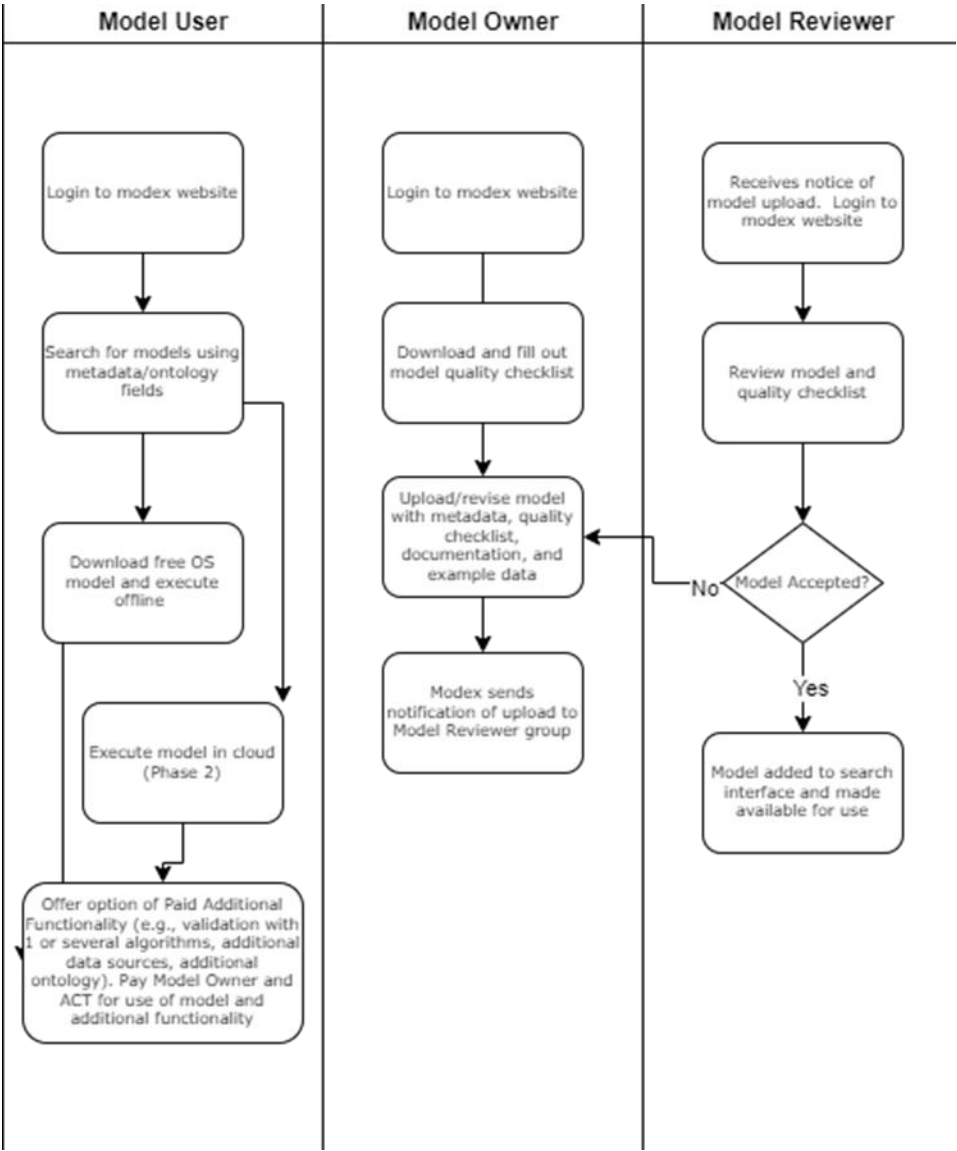 Model User
Model Owner
Model Reviewer
Login to modex website
Search for models using
metadata/ontology
fields
Download free OS
model and execute
offline
Execute model in cloud
(Phase 2)
Offer option of Paid Additional
Functionality (e.g., validation with
1 or several algorithms, additional
data sources, additional
ontology). Pay Model Owner and
ACT for use of model and
additional functionality
Login to modex website
Download and fill out
model quality checklist
Upload/revise model
with metadata, quality
checklist,
documentation, and
example data
Modex sends
notification of upload to
Model Reviewer group
Receives notice of
model upload. Login to
modex website
Review model and
quality checklist
Model Accepted?
No
Yes
Model added to search
interface and made
available for use